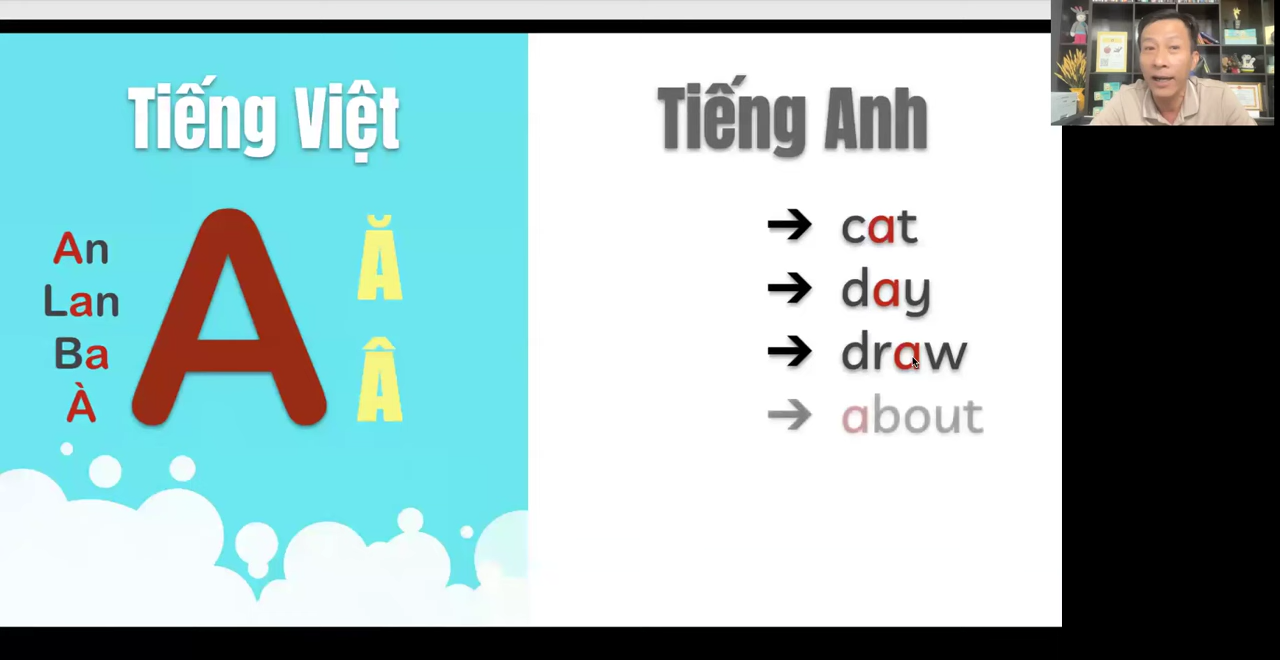 Tiếng Việt
An
Lan
Ba
À
A
Ă
Â
Tiếng Anh
➔ cat
➔ day
➔ draw
➔ about